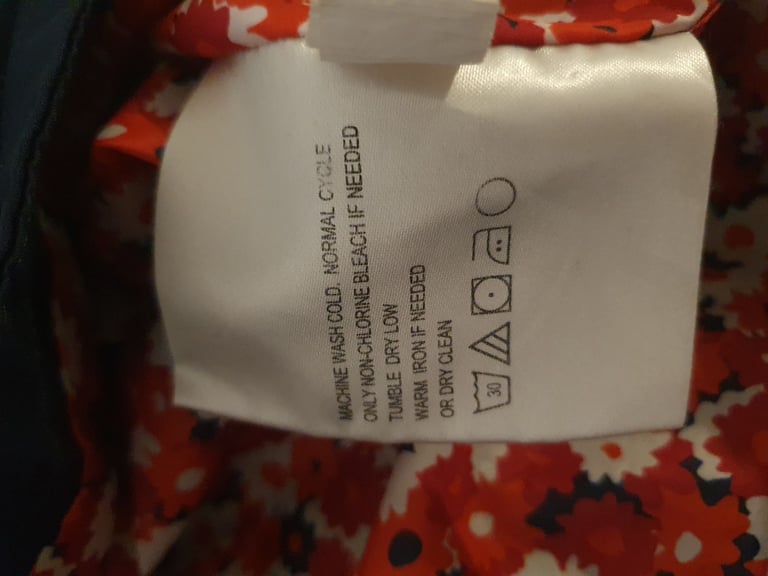 MACHINE WASH COLD. NORMAL CYCLE
ONLY NON-CHLORINE BLEACH IF NEEDED
TUMBLE DRY LOW
WARM IRON IF NEEDED
OR DRY CLEAN
30